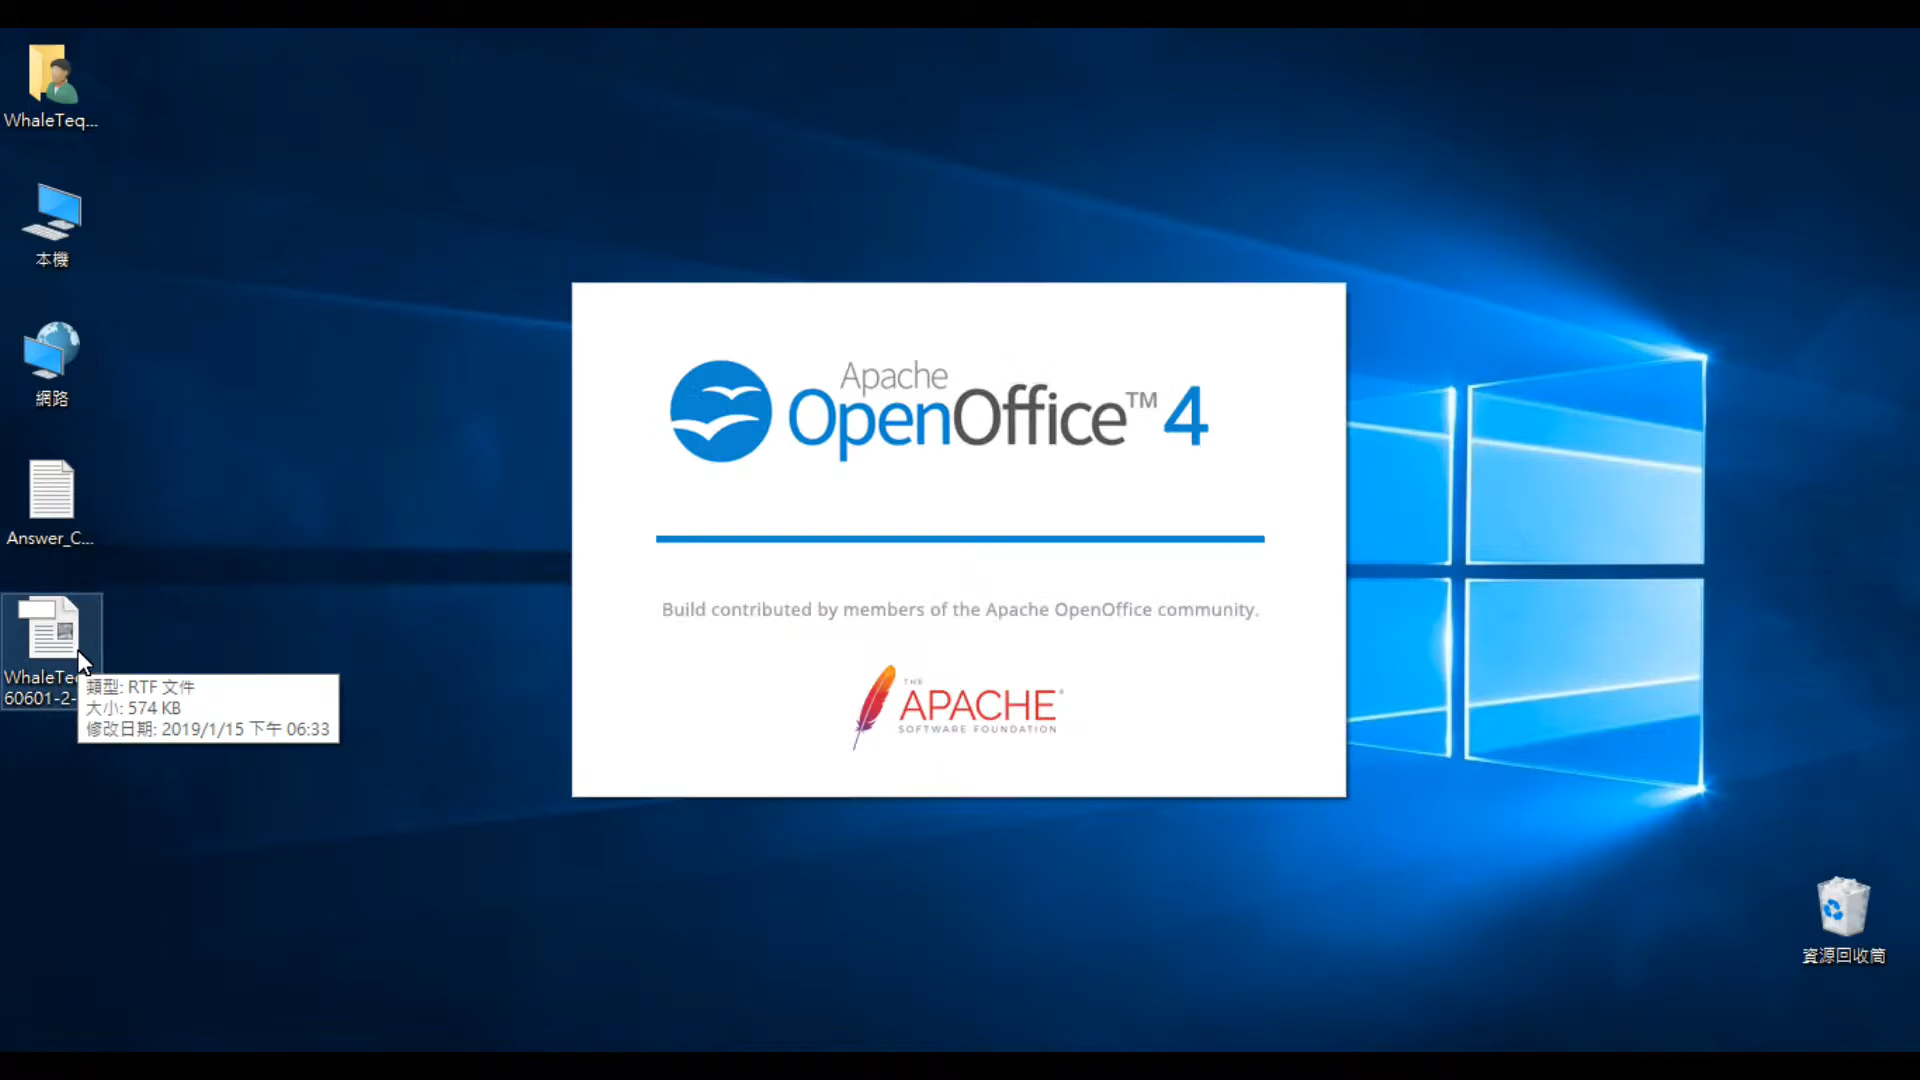 WhaleTeq...
本機
網路
Answer_C...
WhaleTe
60601-2-
類型: RTF 文件
大小: 574 KB
修改日期: 2019/1/15 下午 06:33
Apache
OpenOffice™ 4
Build contributed by members of the Apache OpenOffice community.
THE
APACHE®
SOFTWARE FOUNDATION
資源回收筒